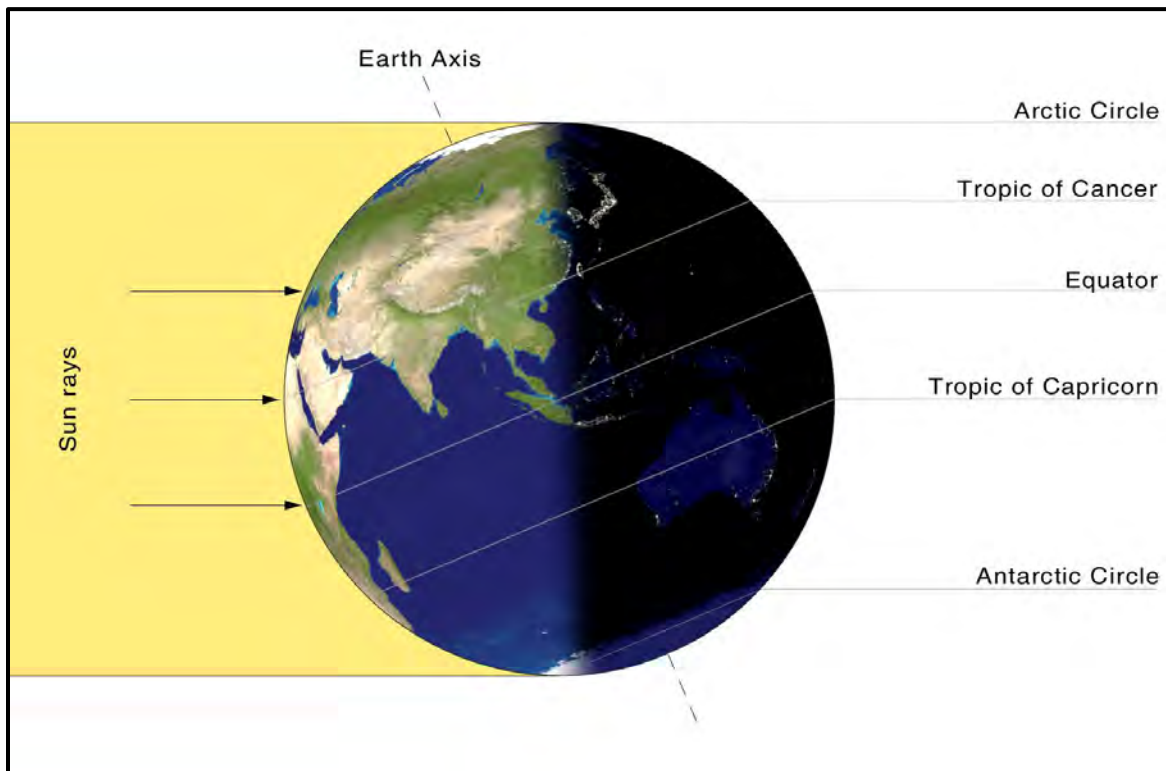 Earth Axis
Arctic Circle
Tropic of Cancer
Equator
Tropic of Capricorn
Sun rays
Antarctic Circle